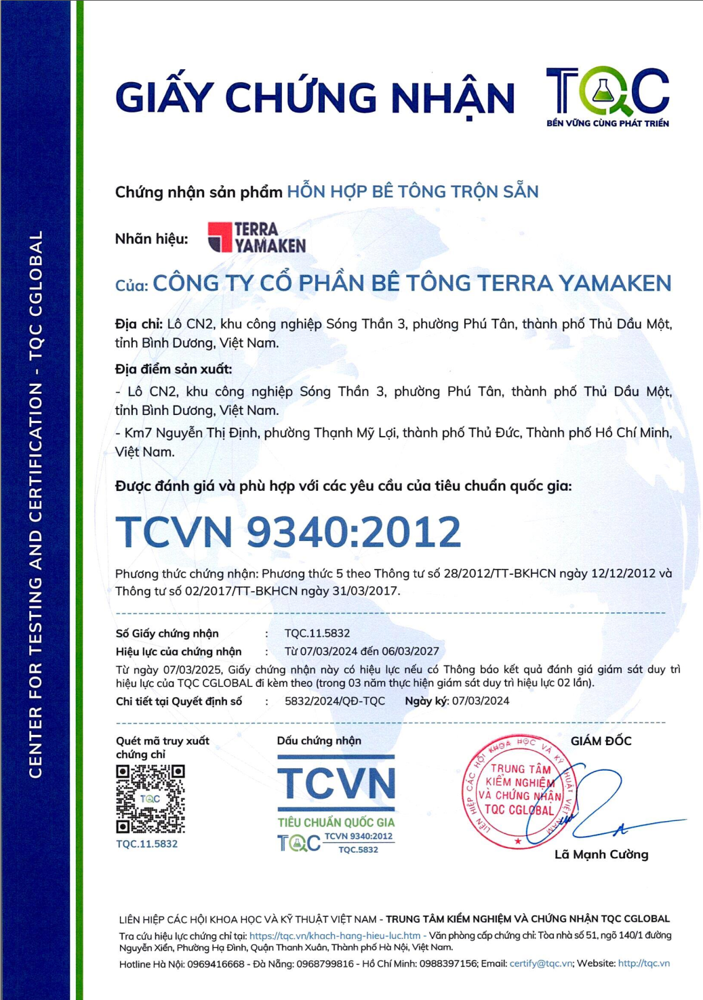 CENTER FOR TESTING AND CERTIFICATION - TQC CGLOBAL
GIẤY CHỨNG NHẬN
TQC
BỀN VỮNG CÙNG PHÁT TRIỂN
Chứng nhận sản phẩm HỖN HỢP BÊ TÔNG TRỘN SẴN
Nhãn hiệu:
TERRA
YAMAKEN
Của: CÔNG TY CỔ PHẦN BÊ TÔNG TERRA YAMAKEN
Địa chỉ: Lô CN2, khu công nghiệp Sóng Thần 3, phường Phú Tân, thành phố Thủ Dầu Một,
tỉnh Bình Dương, Việt Nam.
Địa điểm sản xuất:
- Lô CN2, khu công nghiệp Sóng Thần 3, phường Phú Tân, thành phố Thủ Dầu Một,
tỉnh Bình Dương, Việt Nam.
- Km7 Nguyễn Thị Định, phường Thạnh Mỹ Lợi, thành phố Thủ Đức, Thành phố Hồ Chí Minh,
Việt Nam.
Được đánh giá và phù hợp với các yêu cầu của tiêu chuẩn quốc gia:
TCVN 9340:2012
Phương thức chứng nhận: Phương thức 5 theo Thông tư số 28/2012/TT-BKHCN ngày 12/12/2012 và
Thông tư số 02/2017/TT-BKHCN ngày 31/03/2017.
Số Giấy chứng nhận : TQC.11.5832
Hiệu lực của chứng nhận : Từ 07/03/2024 đến 06/03/2027
Từ ngày 07/03/2025, Giấy chứng nhận này có hiệu lực nếu có Thông báo kết quả đánh giá giám sát duy trì
hiệu lực của TQC CGLOBAL đi kèm theo (trong 03 năm thực hiện giám sát duy trì hiệu lực 02 lần).
Chi tiết tại Quyết định số : 5832/2024/QĐ-TQC Ngày ký: 07/03/2024
Quét mã truy xuất
chứng chỉ
TQC
TQC.11.5832
Dấu chứng nhận
TCVN
TIÊU CHUẨN QUỐC GIA
TQC
TCVN 9340:2012
TQC.5832
GIÁM ĐỐC
LIÊN HIỆP CÁC HỘI KHOA HỌC VÀ KỸ THUẬT VIỆT NAM
TRUNG TÂM
KIỂM NGHIỆM
VÀ CHỨNG NHẬN
TQC CGLOBAL
Lã Mạnh Cường
LIÊN HIỆP CÁC HỘI KHOA HỌC VÀ KỸ THUẬT VIỆT NAM - TRUNG TÂM KIỂM NGHIỆM VÀ CHỨNG NHẬN TQC CGLOBAL
Tra cứu hiệu lực chứng chỉ tại: https://tqc.vn/khach-hang-hieu-luc.htm - Văn phòng cấp chứng chỉ: Tòa nhà số 51, ngõ 140/1 đường
Nguyễn Xiển, Phường Hạ Đình, Quận Thanh Xuân, Thành phố Hà Nội, Việt Nam.
Hotline Hà Nội: 0969416668 - Đà Nẵng: 0968799816 - Hồ Chí Minh: 0988397156; Email: certify@tqc.vn; Website: http://tqc.vn